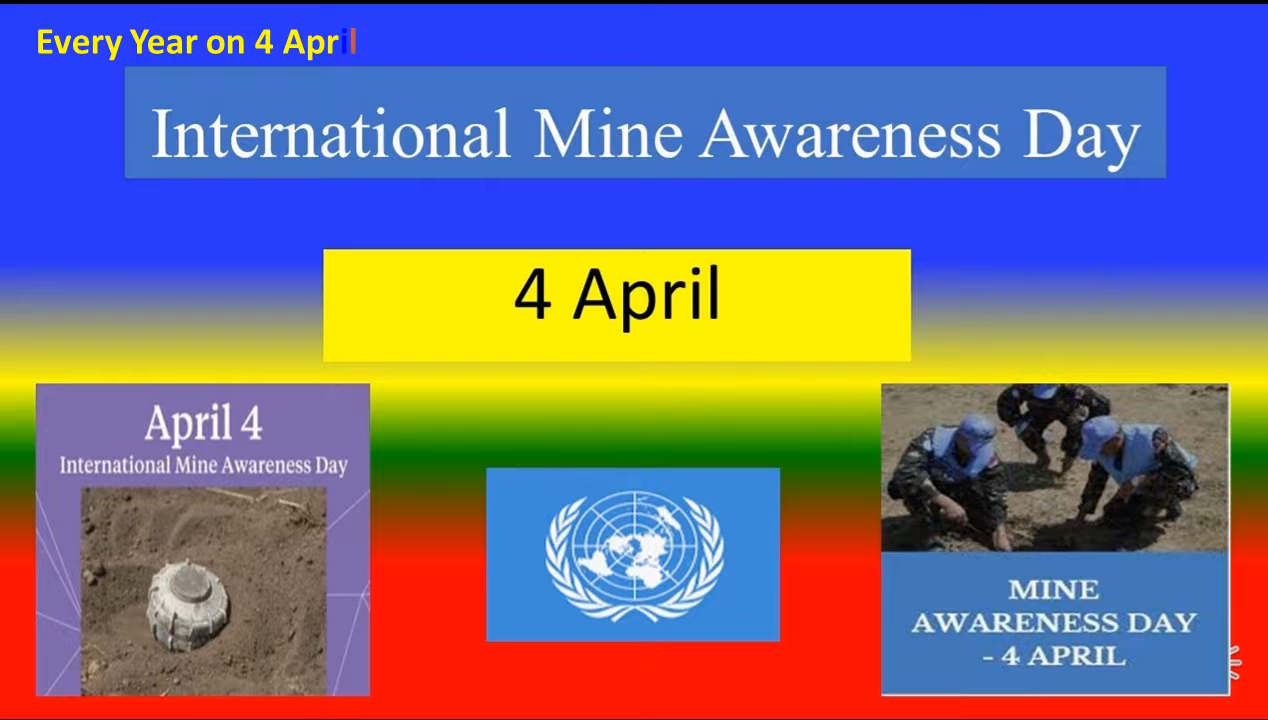 Every Year on 4 April
International Mine Awareness Day
4 April
April 4
International Mine Awareness Day
MINE
AWARENESS DAY
- 4 APRIL